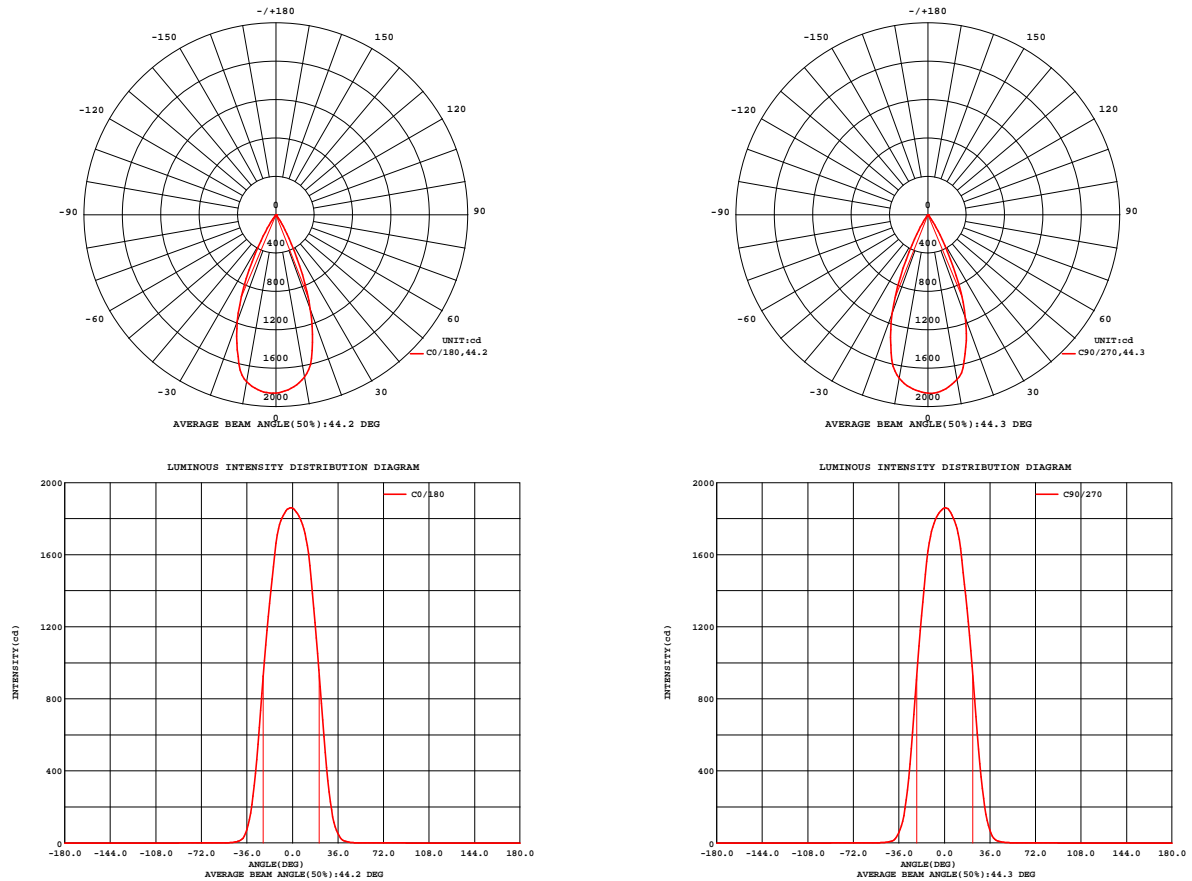 -/+180
-150
150
-120
120
-90
90
-60
60
-30
30
0
0
400
800
1200
1600
2000
UNIT:cd
C0/180,44.2
AVERAGE BEAM ANGLE(50%):44.2 DEG
-/+180
-150
150
-120
120
-90
90
-60
60
-30
30
0
0
400
800
1200
1600
2000
UNIT:cd
C90/270,44.3
AVERAGE BEAM ANGLE(50%):44.3 DEG
LUMINOUS INTENSITY DISTRIBUTION DIAGRAM
C0/180
INTENSITY(cd)
2000
1600
1200
800
400
0
-180.0 -144.0 -108.0 -72.0 -36.0 0.0 36.0 72.0 108.0 144.0 180.0
ANGLE(DEG)
AVERAGE BEAM ANGLE(50%):44.2 DEG
LUMINOUS INTENSITY DISTRIBUTION DIAGRAM
C90/270
INTENSITY(cd)
2000
1600
1200
800
400
0
-180.0 -144.0 -108.0 -72.0 -36.0 0.0 36.0 72.0 108.0 144.0 180.0
ANGLE(DEG)
AVERAGE BEAM ANGLE(50%):44.3 DEG